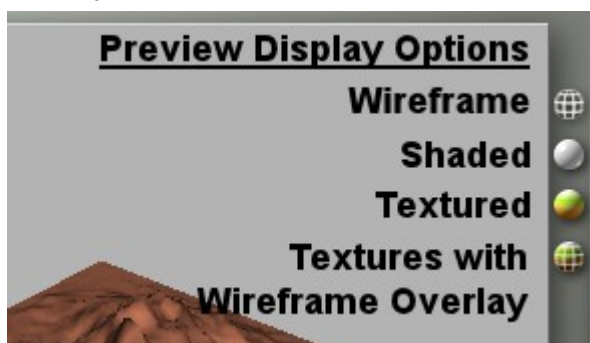 Preview Display Options
Wireframe
Shaded
Textured
Textures with
Wireframe Overlay